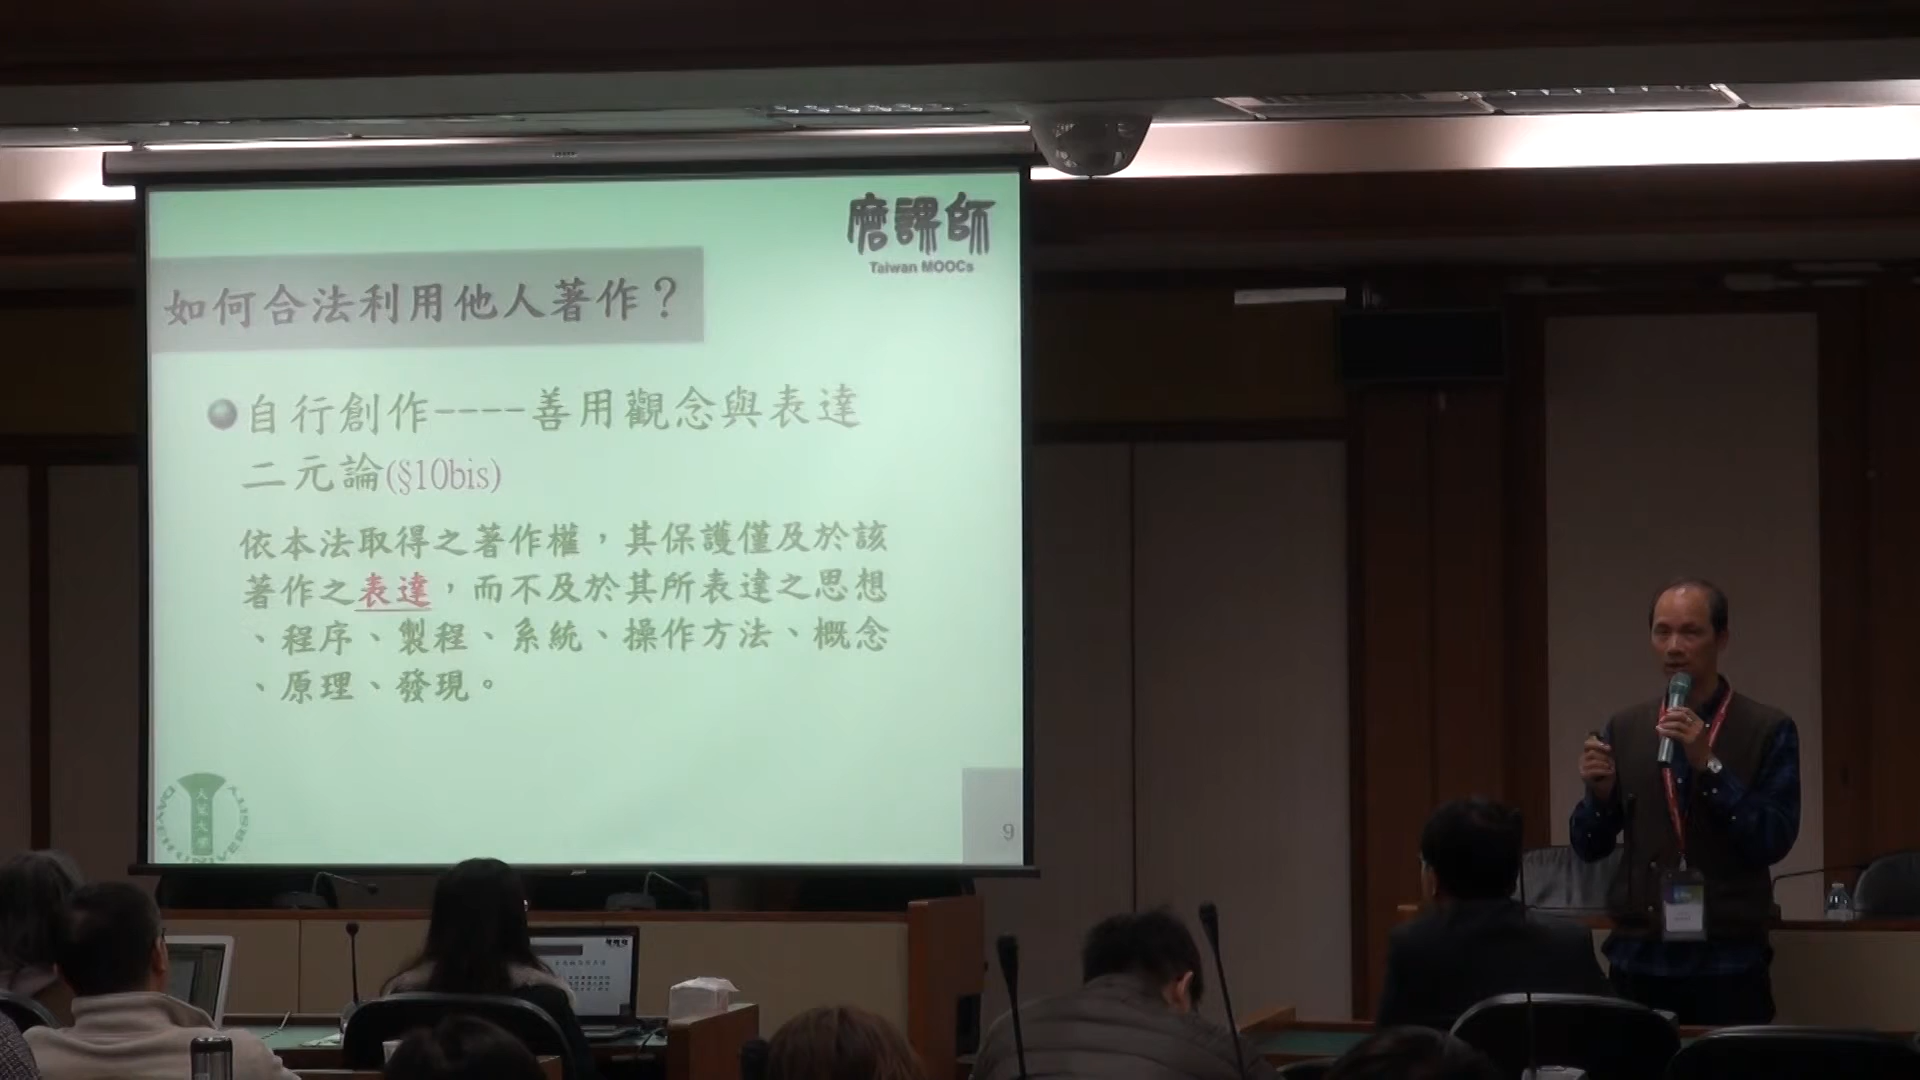 磨課師
Taiwan MOOCs
如何合法利用他人著作？
自行創作----善用觀念與表達
二元論(§10bis)
依本法取得之著作權，其保護僅及於該
著作之表達，而不及於其所表達之思想
、程序、製程、系統、操作方法、概念
、原理、發現。
DAYEH UNIVERSITY
9